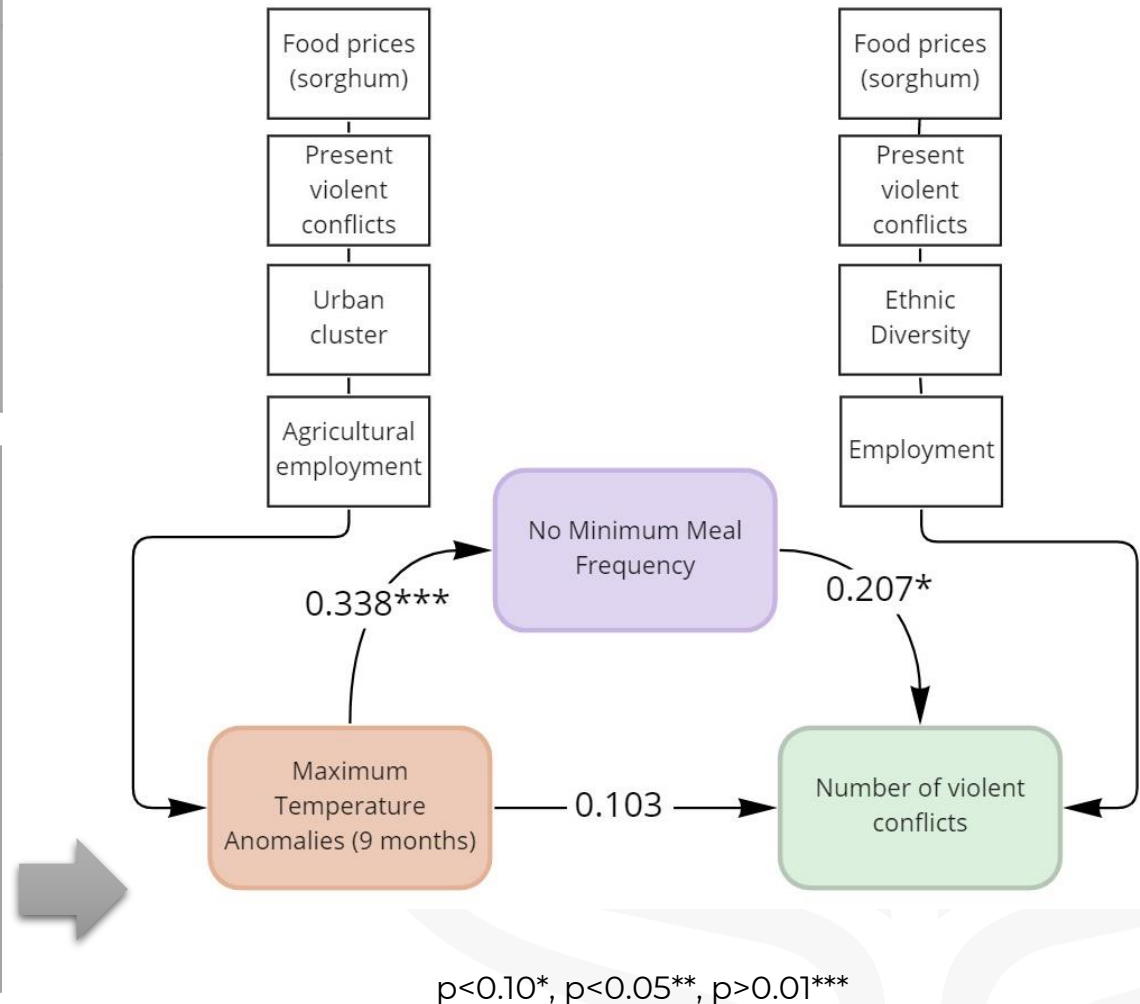 Food prices
(sorghum)
Present
violent
conflicts
Urban
cluster
Agricultural
employment
Food prices
(sorghum)
Present
violent
conflicts
Ethnic
Diversity
Employment
No Minimum Meal
Frequency
0.338***
0.207*
Maximum
Temperature
Anomalies (9 months)
0.103
Number of violent
conflicts
p<0.10*, p<0.05**, p>0.01***